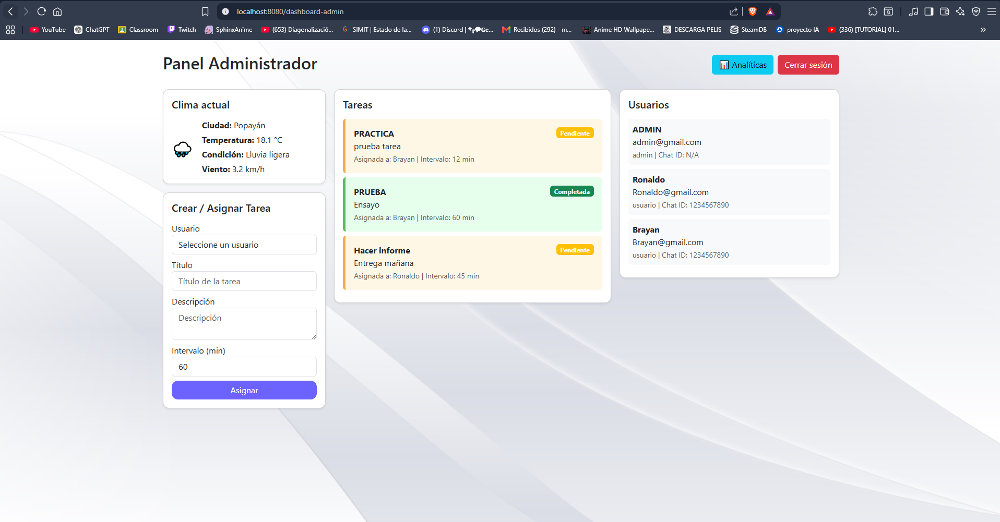 localhost:8080/dashboard-admin
YouTube
ChatGPT
Classroom
Twitch
SphinxAnime
(653) Diagonalizació...
SIMIT | Estado de la...
(1) Discord | #
Recibidos (292) - m...
Anime HD Wallpape...
DESCARGA PELIS
SteamDB
proyecto IA
(336) [TUTORIAL] 01...
Panel Administrador
Analíticas
Cerrar sesión
Clima actual
Ciudad: Popayán
Temperatura: 18.1 °C
Condición: Lluvia ligera
Viento: 3.2 km/h
Crear / Asignar Tarea
Usuario
Seleccione un usuario
Título
Título de la tarea
Descripción
Descripción
Intervalo (min)
60
Asignar
Tareas
PRACTICA
Pendiente
prueba tarea
Asignada a: Brayan | Intervalo: 12 min
PRUEBA
Completada
Ensayo
Asignada a: Brayan | Intervalo: 60 min
Hacer informe
Pendiente
Entrega mañana
Asignada a: Ronaldo | Intervalo: 45 min
Usuarios
ADMIN
admin@gmail.com
admin | Chat ID: N/A
Ronaldo
Ronaldo@gmail.com
usuario | Chat ID: 1234567890
Brayan
Brayan@gmail.com
usuario | Chat ID: 1234567890